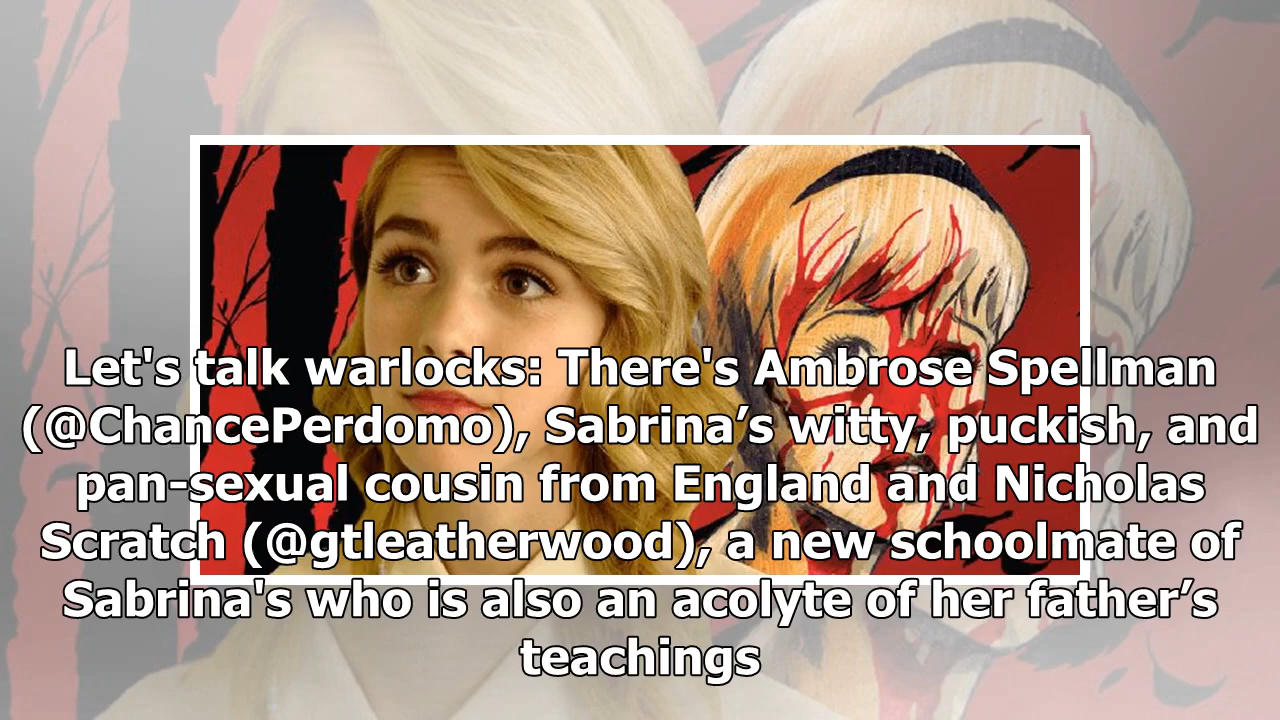 Let's talk warlocks: There's Ambrose Spellman
(@ChancePerdomo), Sabrina’s witty, puckish, and
pan-sexual cousin from England and Nicholas
Scratch (@gtleatherwood), a new schoolmate of
Sabrina's who is also an acolyte of her father’s
teachings